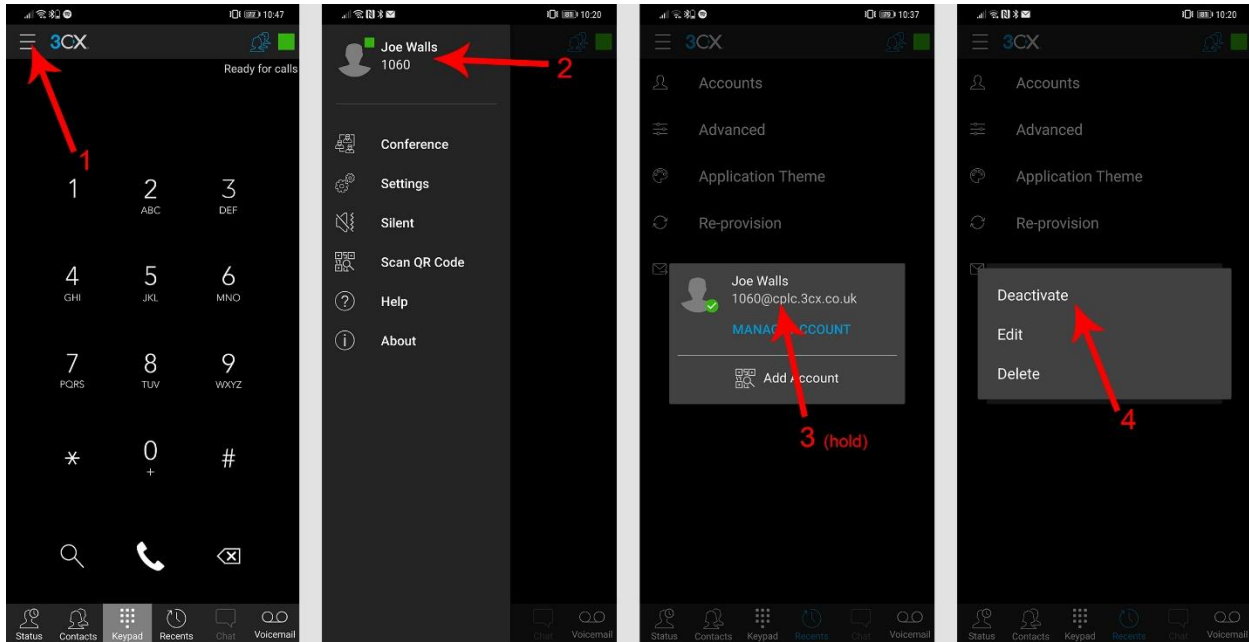 10:47
3CX
Ready for calls
1
1
2
ABC
3
DEF
4
GHI
5
JKL
6
MNO
7
PQRS
8
TUV
9
WXYZ
*
0
+
#
Status Contacts Keypad Recents Chat Voicemail
10:20
Joe Walls
1060
2
Conference
Settings
Silent
Scan QR Code
Help
About
Chat Voicemail
10:37
3CX
Accounts
Advanced
Application Theme
Re-provision
Joe Walls
1060@cplc.3cx.co.uk
Add Account
3 (hold)
Status Contacts Keypad Recents Chat Voicemail
10:20
3CX
Accounts
Advanced
Application Theme
Re-provision
Deactivate
Edit
Delete
4
Status Contacts Keypad Recents Chat Voicemail